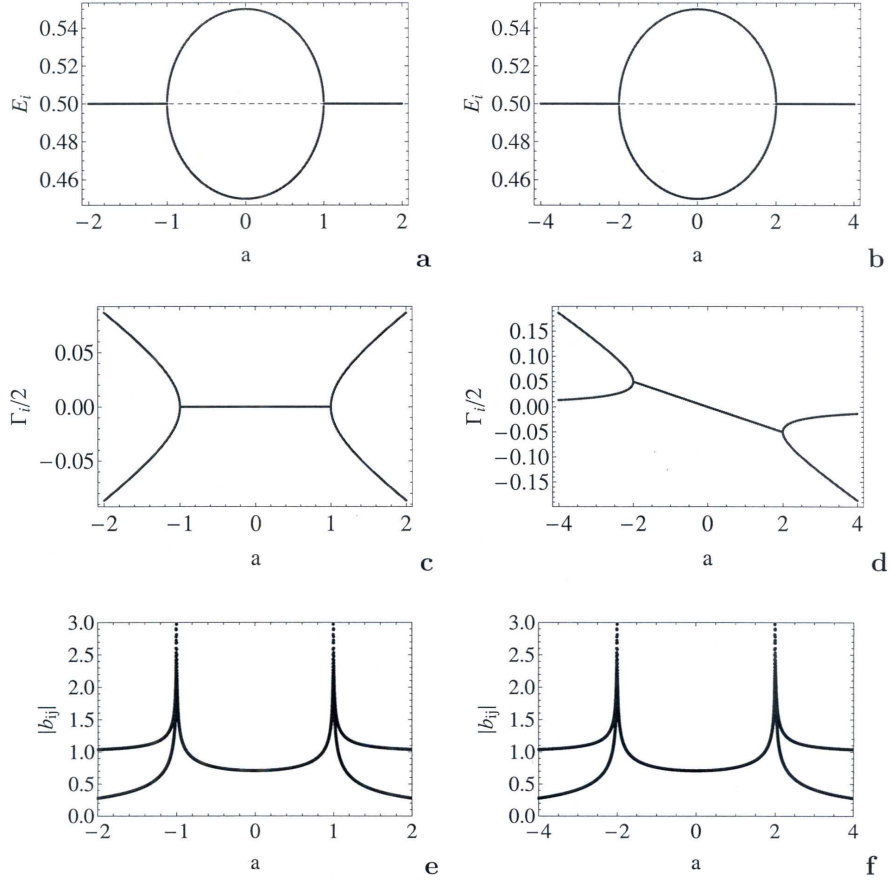 0.54
0.52
0.50
0.48
0.46
E_i
−2 −1 0 1 2
a
a
0.54
0.52
0.50
0.48
0.46
E_i
−4 −2 0 2 4
a
b
0.05
0.00
−0.05
Γ_i/2
−2 −1 0 1 2
a
c
0.15
0.10
0.05
0.00
−0.05
−0.10
−0.15
Γ_i/2
−4 −2 0 2 4
a
d
3.0
2.5
2.0
1.5
1.0
0.5
0.0
|b_ij|
−2 −1 0 1 2
a
e
3.0
2.5
2.0
1.5
1.0
0.5
0.0
|b_ij|
−4 −2 0 2 4
a
f